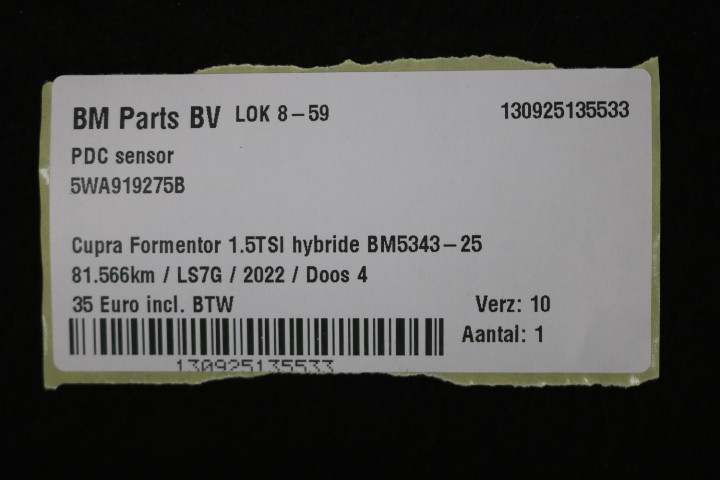 BM Parts BV LOK 8-59 130925135533
PDC sensor
5WA919275B
Cupra Formentor 1.5TSI hybride BM5343-25
81.566km / LS7G / 2022 / Doos 4
35 Euro incl. BTW Verz: 10
Aantal: 1
130925135533